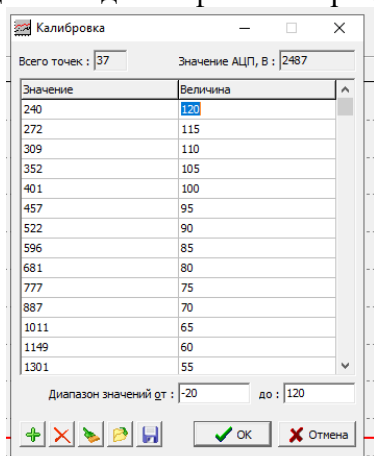 Калибровка
Всего точек : 37 Значение АЦП, В : 2487
Значение Величина
240 120
272 115
309 110
352 105
401 100
457 95
522 90
596 85
681 80
777 75
887 70
1011 65
1149 60
1301 55
Диапазон значений от : -20 до : 120
OK Отмена